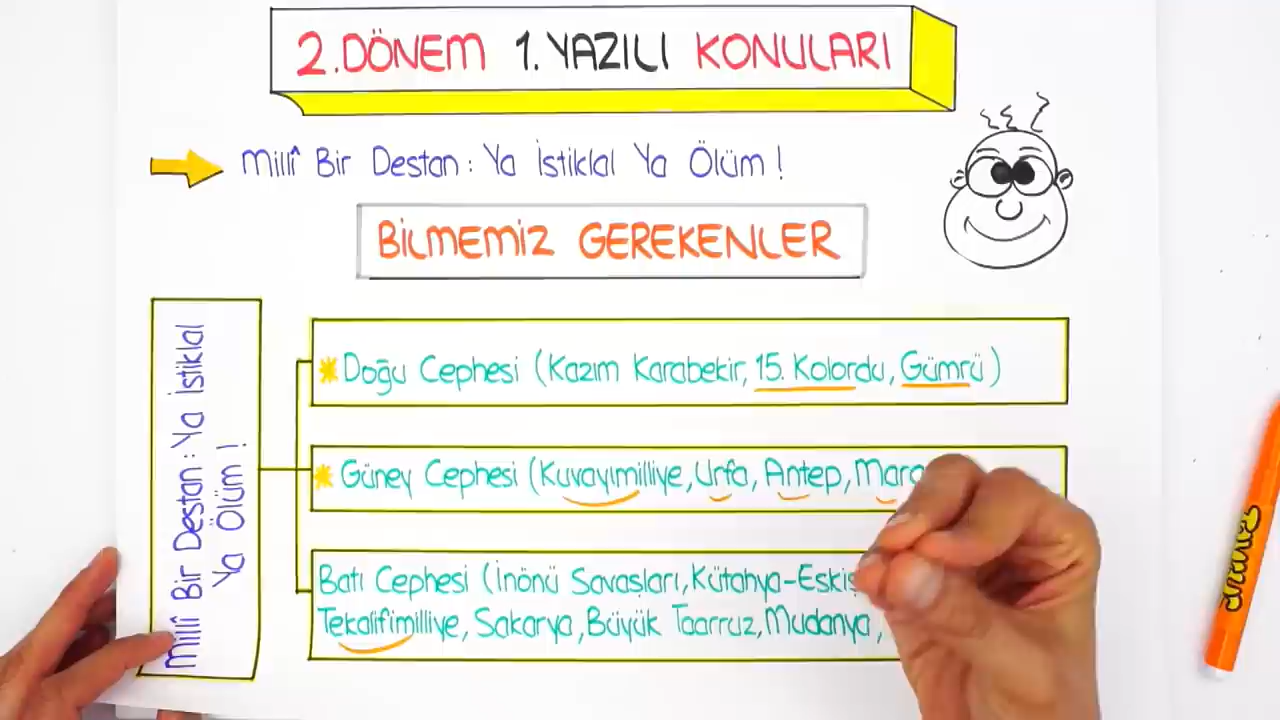 2.DÖNEM 1.YAZILI KONULARI
Millî Bir Destan: Ya İstiklal Ya Ölüm!
BİLMEMİZ GEREKENLER
Millî Bir Destan: Ya İstiklal
Ya Ölüm!
Doğu Cephesi (Kazım Karabekir, 15. Kolordu, Gümrü)
Güney Cephesi (Kuvayımilliye, Urfa, Antep,
Batı Cephesi (İnönü Savaşları, Kütahya-
Tekalifimilliye, Sakarya, Büyük Taarruz, Mudanya,